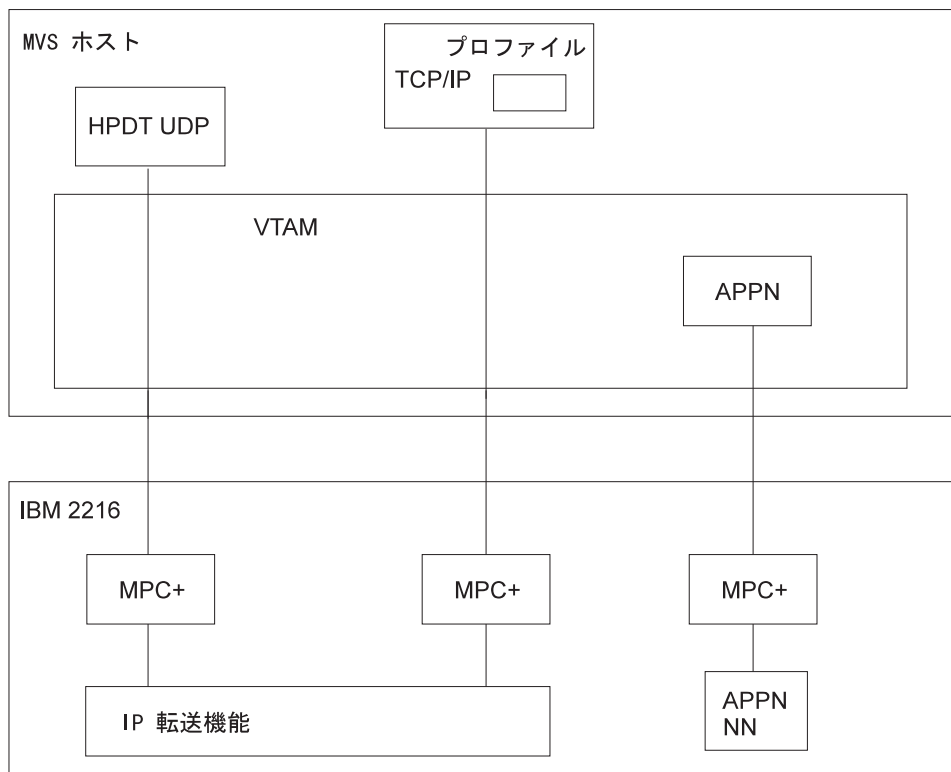 MVS ホスト
プロファイル
TCP/IP
HPDT UDP
VTAM
APPN
IBM 2216
MPC+
MPC+
MPC+
IP 転送機能
APPN
NN